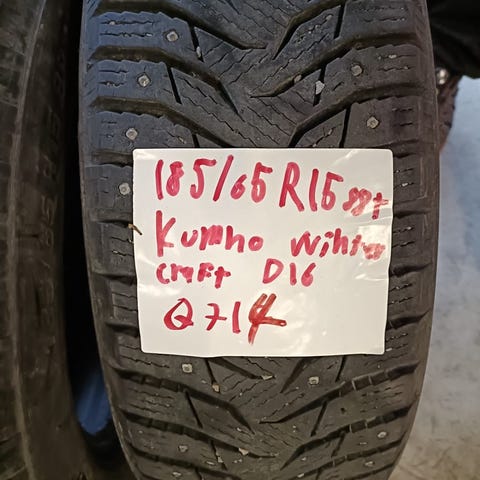 185/65 R15 88t
Kumho Winter
craft D16
Q714